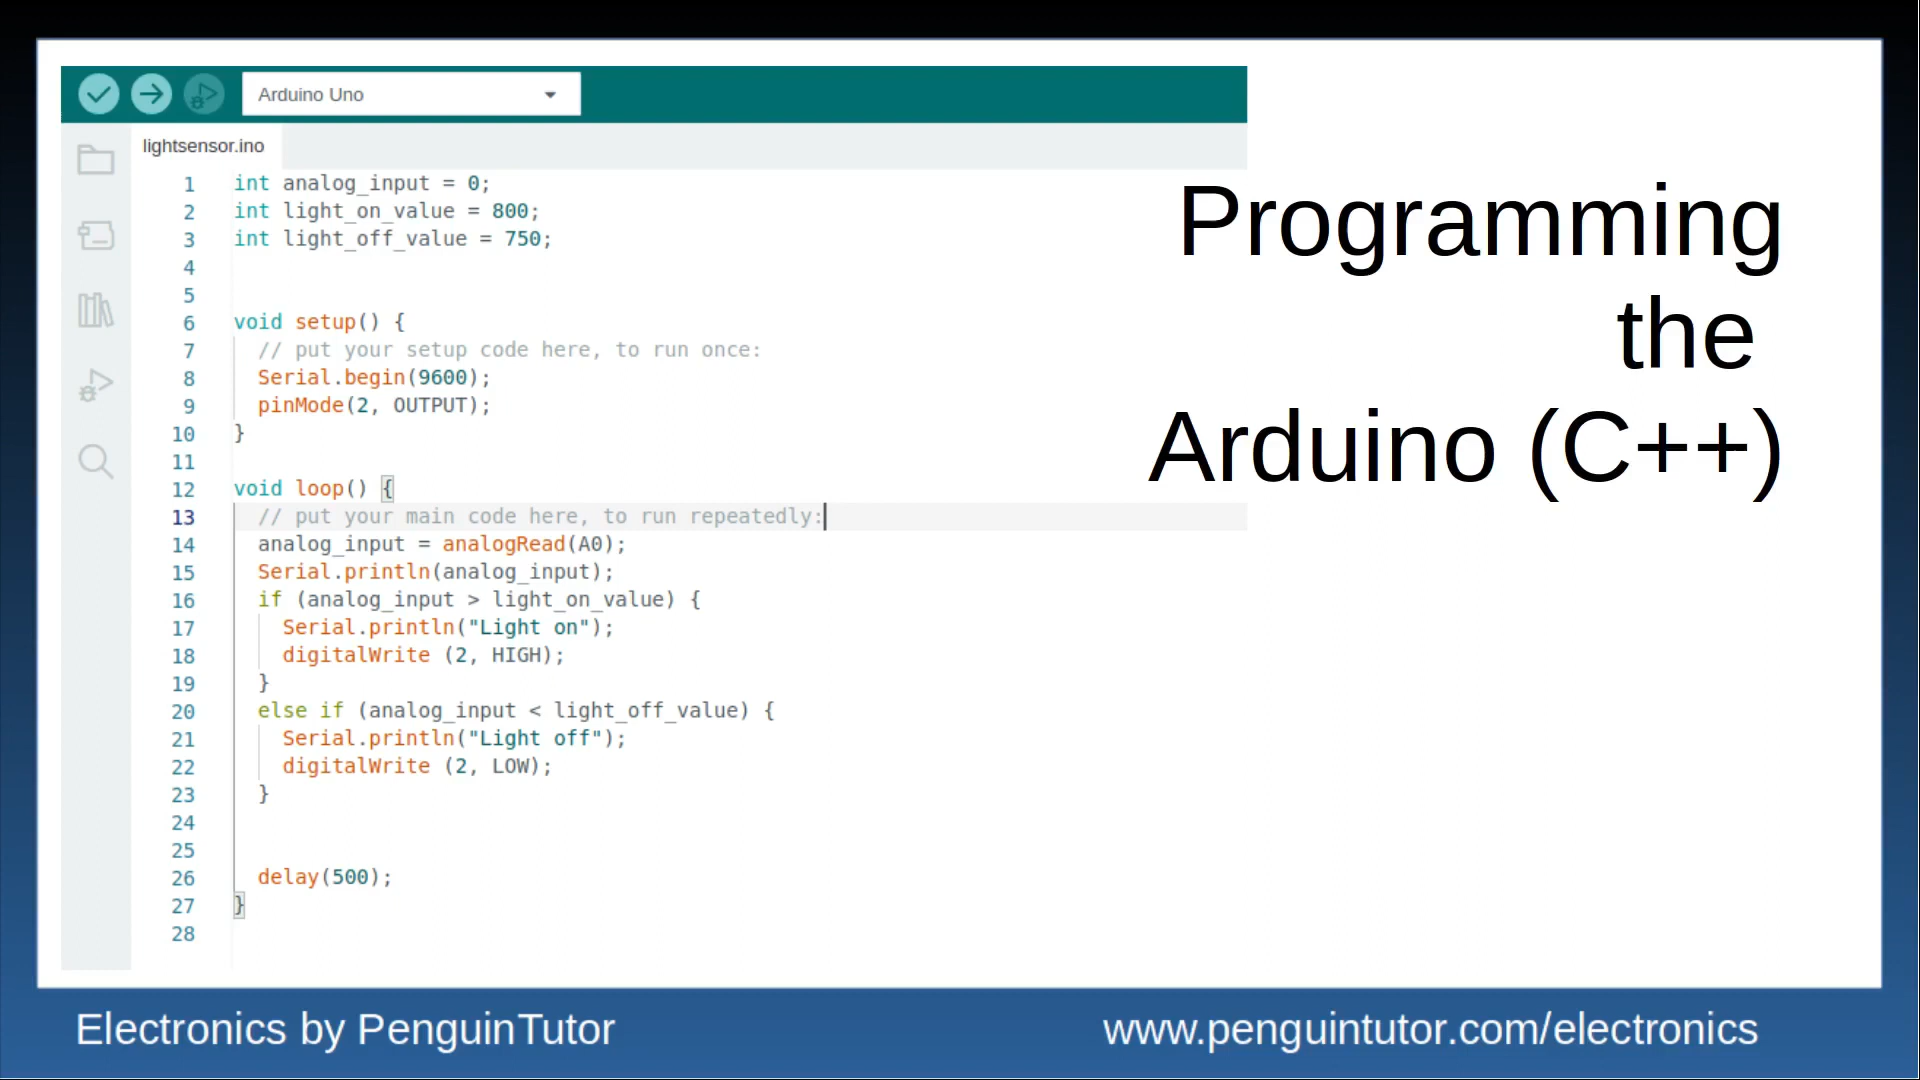 Arduino Uno
lightsensor.ino
1 int analog_input = 0;
2 int light_on_value = 800;
3 int light_off_value = 750;
4
5
6 void setup() {
7   // put your setup code here, to run once:
8   Serial.begin(9600);
9   pinMode(2, OUTPUT);
10 }
11
12 void loop() {
13   // put your main code here, to run repeatedly:
14   analog_input = analogRead(A0);
15   Serial.println(analog_input);
16   if (analog_input > light_on_value) {
17     Serial.println("Light on");
18     digitalWrite (2, HIGH);
19   }
20   else if (analog_input < light_off_value) {
21     Serial.println("Light off");
22     digitalWrite (2, LOW);
23   }
24
25
26   delay(500);
27 }
28
Programming
the
Arduino (C++)
Electronics by PenguinTutor
www.penguintutor.com/electronics